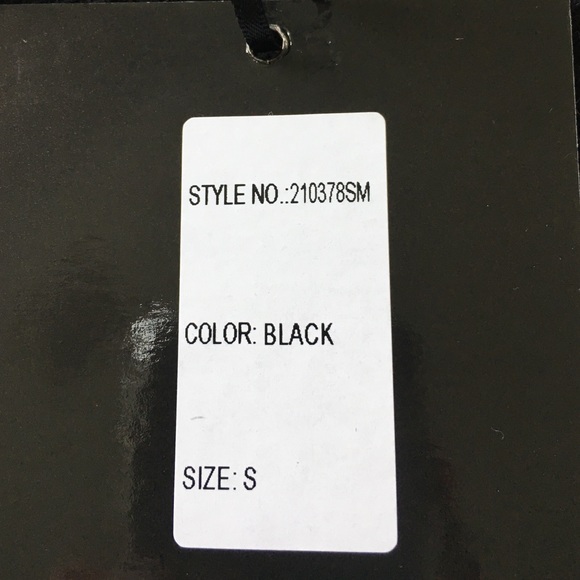 STYLE NO.:210378SM
COLOR: BLACK
SIZE: S